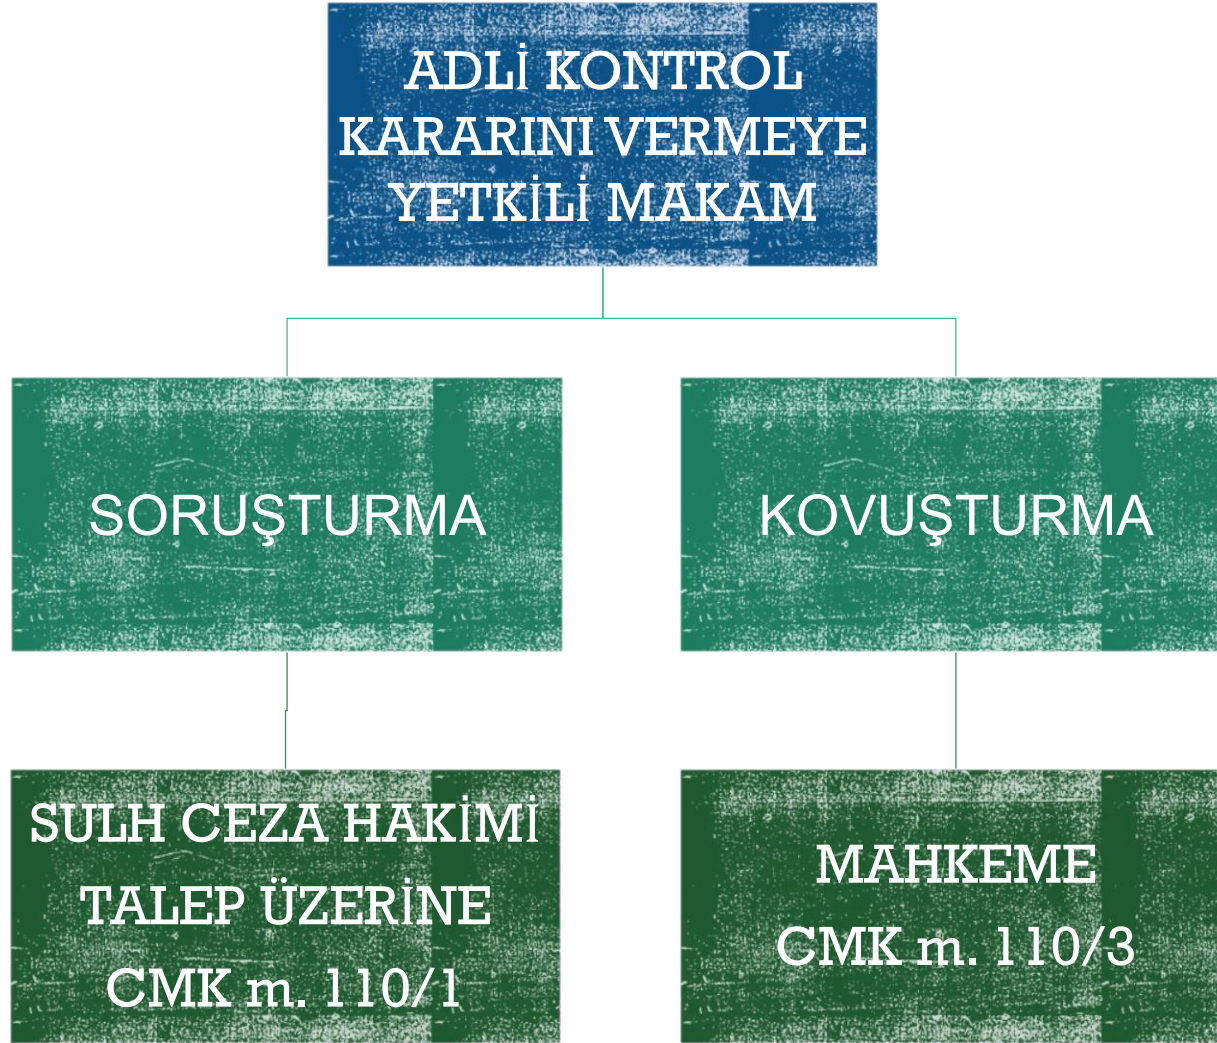 ADLİ KONTROL
KARARINI VERMEYE
YETKİLİ MAKAM
SORUŞTURMA
KOVUŞTURMA
SULH CEZA HAKİMİ
TALEP ÜZERİNE
CMK m. 110/1
MAHKEME
CMK m. 110/3